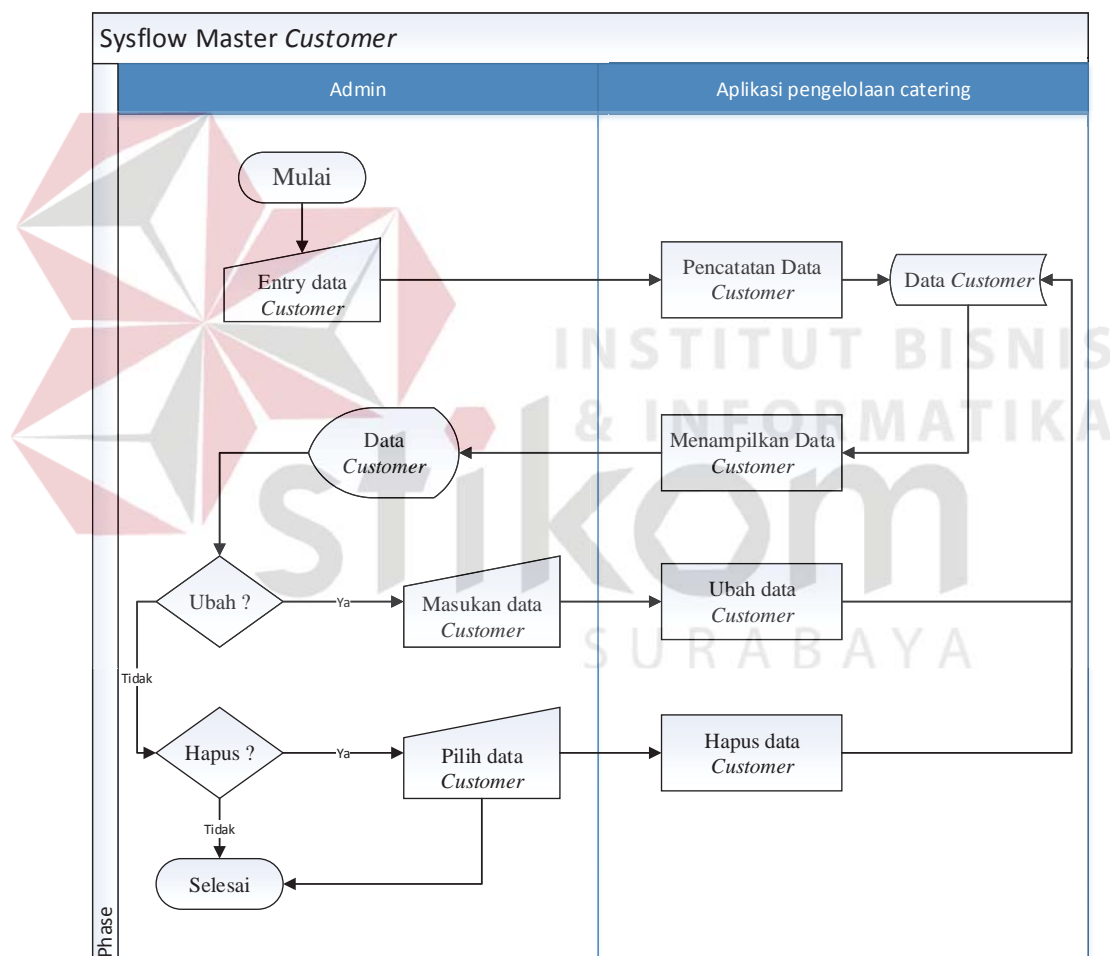 Sysflow Master Customer
Admin
Aplikasi pengelolaan catering
Mulai
Entry data
Customer
Pencatatan Data
Customer
Data Customer
INSTITUT BISNIS
& INFORMATIKA
Data
Customer
Menampilkan Data
Customer
stikom
Ubah ?
Ya
Masukan data
Customer
Ubah data
Customer
SURABAYA
Tidak
Hapus ?
Ya
Pilih data
Customer
Hapus data
Customer
Tidak
Selesai
Phase